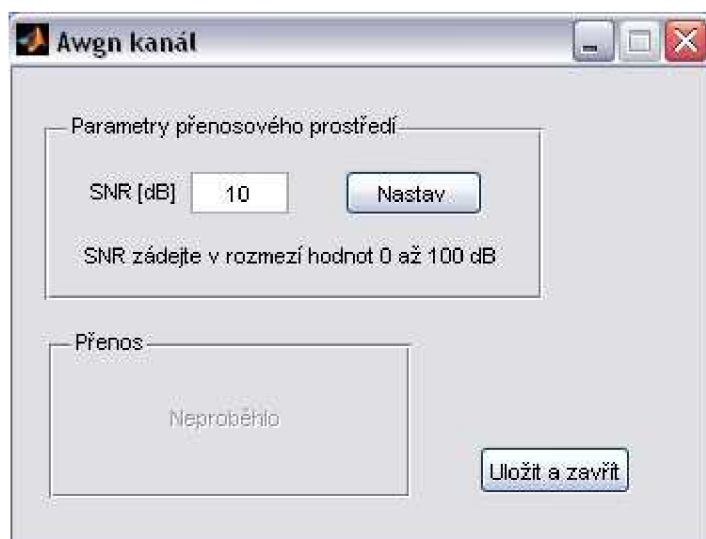 Awgn kanál
Parametry přenosového prostředí
SNR [dB] 10 Nastav
SNR zádejte v rozmezí hodnot 0 až 100 dB
Přenos
Neproběhlo
Uložit a zavřít